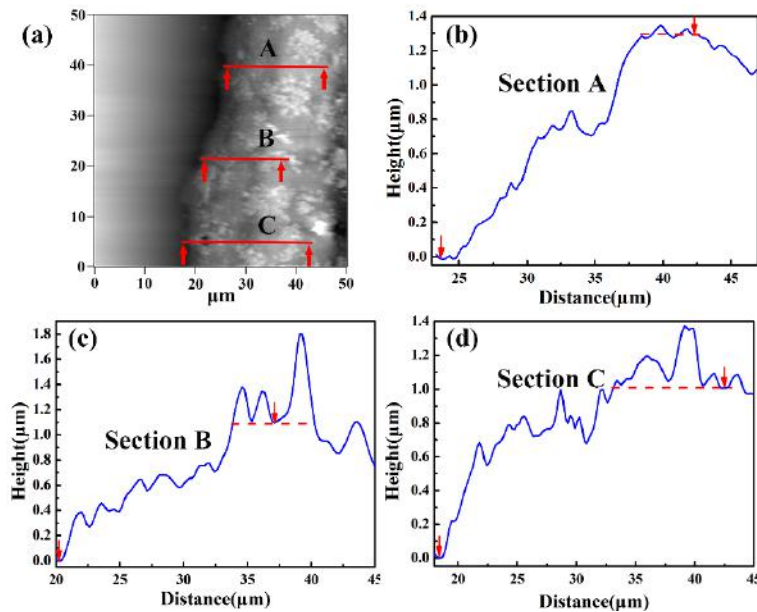 (a)
50
40
30
20
10
0
A
B
C
0 10 20 30 40 50
μm
(b)
Section A
Height(μm)
1.4
1.2
1.0
0.8
0.6
0.4
0.2
0.0
25 30 35 40 45
Distance(μm)
(c)
Section B
Height(μm)
1.8
1.6
1.4
1.2
1.0
0.8
0.6
0.4
0.2
0.0
20 25 30 35 40 45
Distance(μm)
(d)
Section C
Height(μm)
1.4
1.2
1.0
0.8
0.6
0.4
0.2
0.0
20 25 30 35 40 45
Distance(μm)